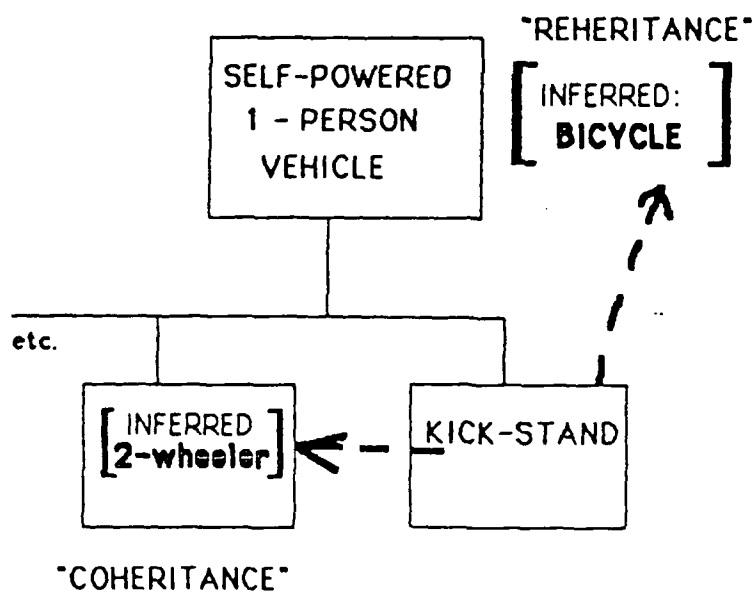 "REHERITANCE"
SELF-POWERED
1 - PERSON
VEHICLE
[INFERRED:
BICYCLE]
etc.
[INFERRED
2-wheeler]
KICK-STAND
"COHERITANCE"